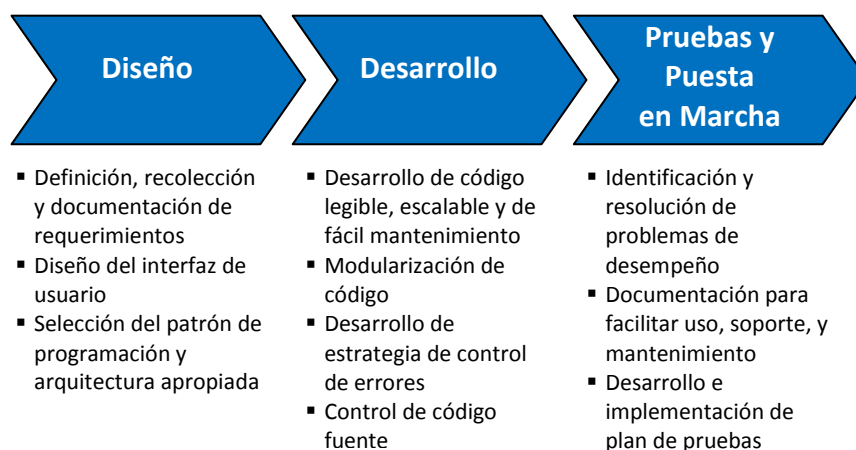 Diseño
▪ Definición, recolección
y documentación de
requerimientos
▪ Diseño del interfaz de
usuario
▪ Selección del patrón de
programación y
arquitectura apropiada
Desarrollo
▪ Desarrollo de código
legible, escalable y de
fácil mantenimiento
▪ Modularización de
código
▪ Desarrollo de
estrategia de control
de errores
▪ Control de código
fuente
Pruebas y
Puesta
en Marcha
▪ Identificación y
resolución de
problemas de
desempeño
▪ Documentación para
facilitar uso, soporte, y
mantenimiento
▪ Desarrollo e
implementación de
plan de pruebas